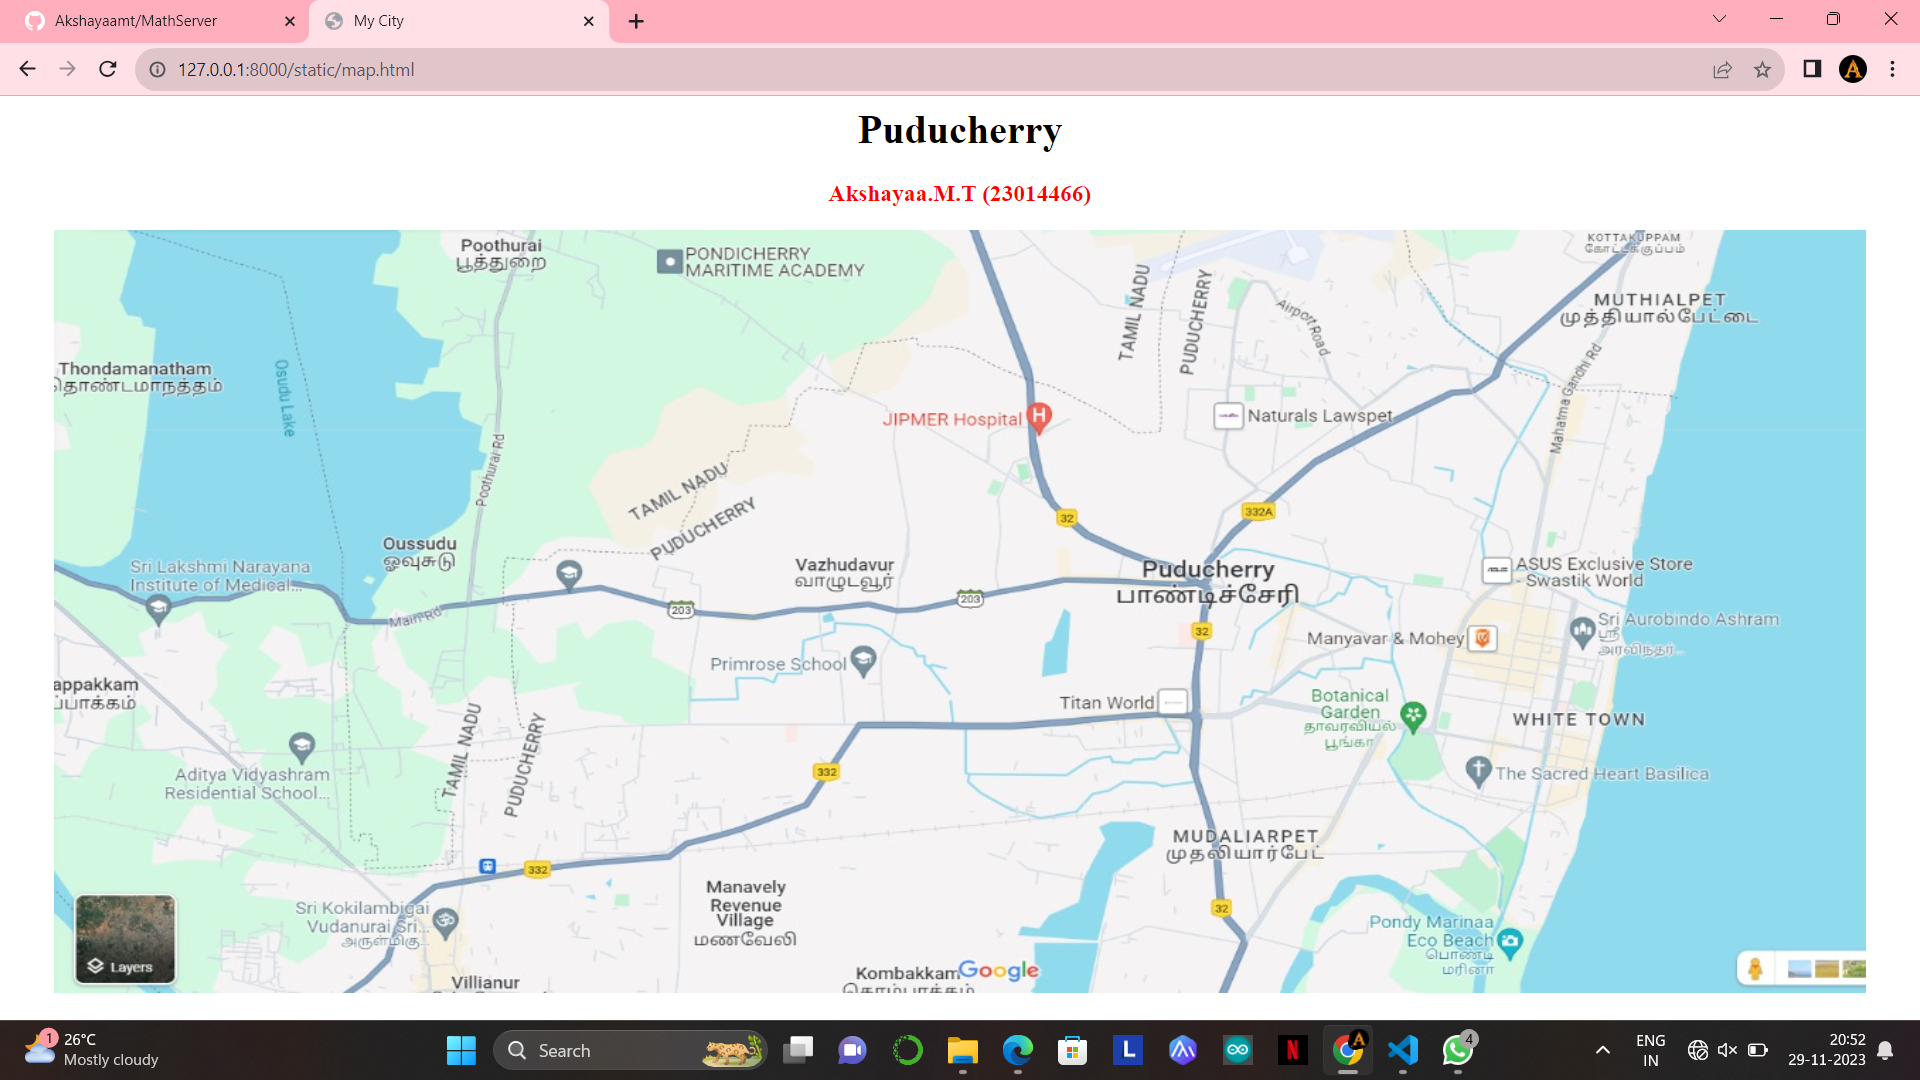 Akshayaamt/MathServer
My City
127.0.0.1:8000/static/map.html
Puducherry
Akshayaa.M.T (23014466)
Poothurai
பூத்துறை
PONDICHERRY
MARITIME ACADEMY
KOTTAKUPPAM
கோட்டக்குப்பம்
TAMIL NADU
PUDUCHERRY
Airport Road
MUTHIALPET
முத்தியால்பேட்டை
Thondamanatham
தொண்டமாநத்தம்
Osudu Lake
Mahatma Gandhi Rd
JIPMER Hospital
Naturals Lawspet
Poothurai Rd
TAMIL NADU
PUDUCHERRY
32
332A
Oussudu
ஓவுசுடு
Sri Lakshmi Narayana
Institute of Medical...
Vazhudavur
வாழுடவூர்
Puducherry
பாண்டிச்சேரி
ASUS Exclusive Store
- Swastik World
Main Rd
203
203
32
Sri Aurobindo Ashram
ஸ்ரீ
அரவிந்தர்...
Manyavar & Mohey
Primrose School
appakkam
ப்பாக்கம்
Titan World
Botanical
Garden
தாவரவியல்
பூங்கா
WHITE TOWN
TAMIL NADU
PUDUCHERRY
Aditya Vidyashram
Residential School...
332
The Sacred Heart Basilica
MUDALIARPET
முதலியார்பேட்
332
Manavely
Revenue
Village
மணவேலி
Sri Kokilambigai
Vudanurai Sri...
அருள்மிகு...
32
Pondy Marinaa
Eco Beach
பொண்டி
மரினா
Layers
Villianur
Kombakkam
Google
1
26°C
Mostly cloudy
Search
L
N
A
4
ENG
IN
20:52
29-11-2023